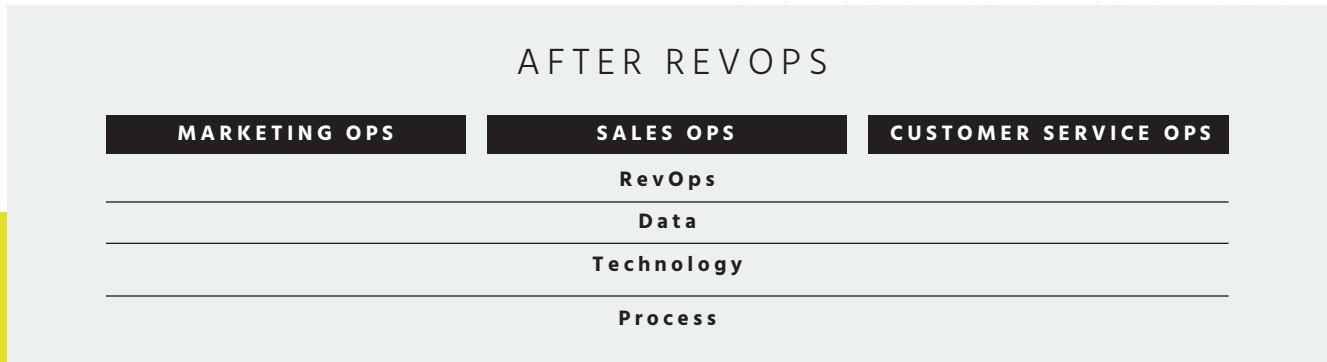 AFTER REVOPS
MARKETING OPS SALES OPS CUSTOMER SERVICE OPS
RevOps
Data
Technology
Process